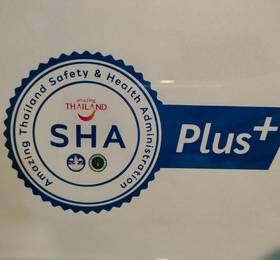 Amazing Thailand Safety & Health Administration
amazing
THAILAND
SHA
Plus+